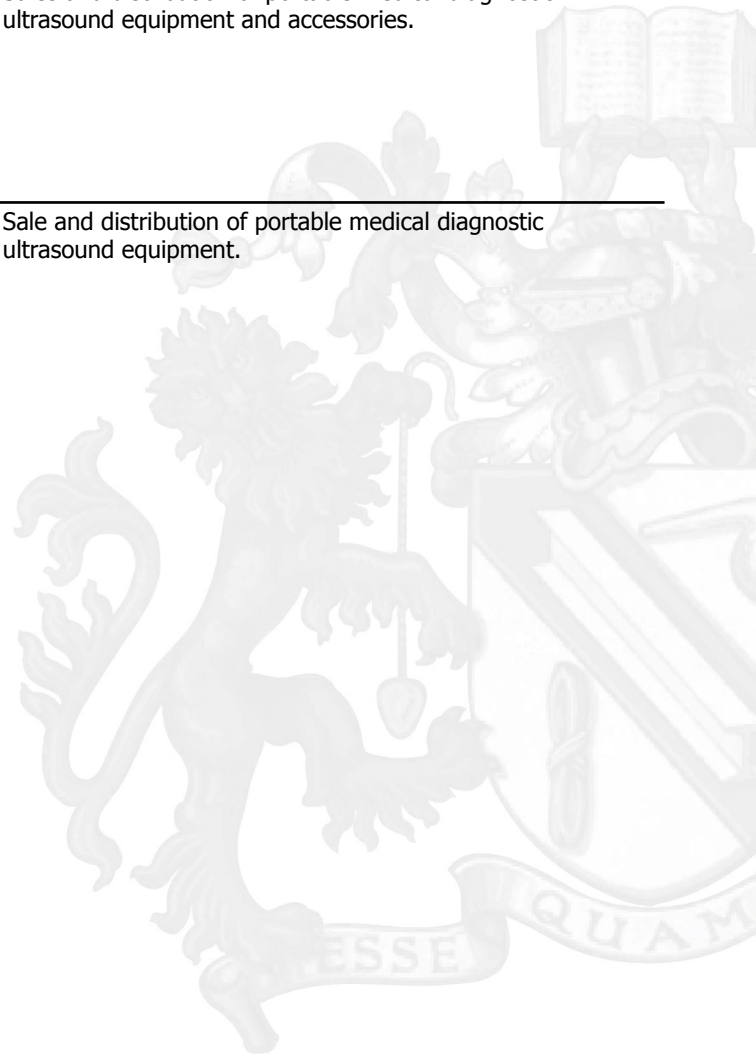 ultrasound equipment and accessories.
Sale and distribution of portable medical diagnostic
ultrasound equipment.
ESSE
QUAM